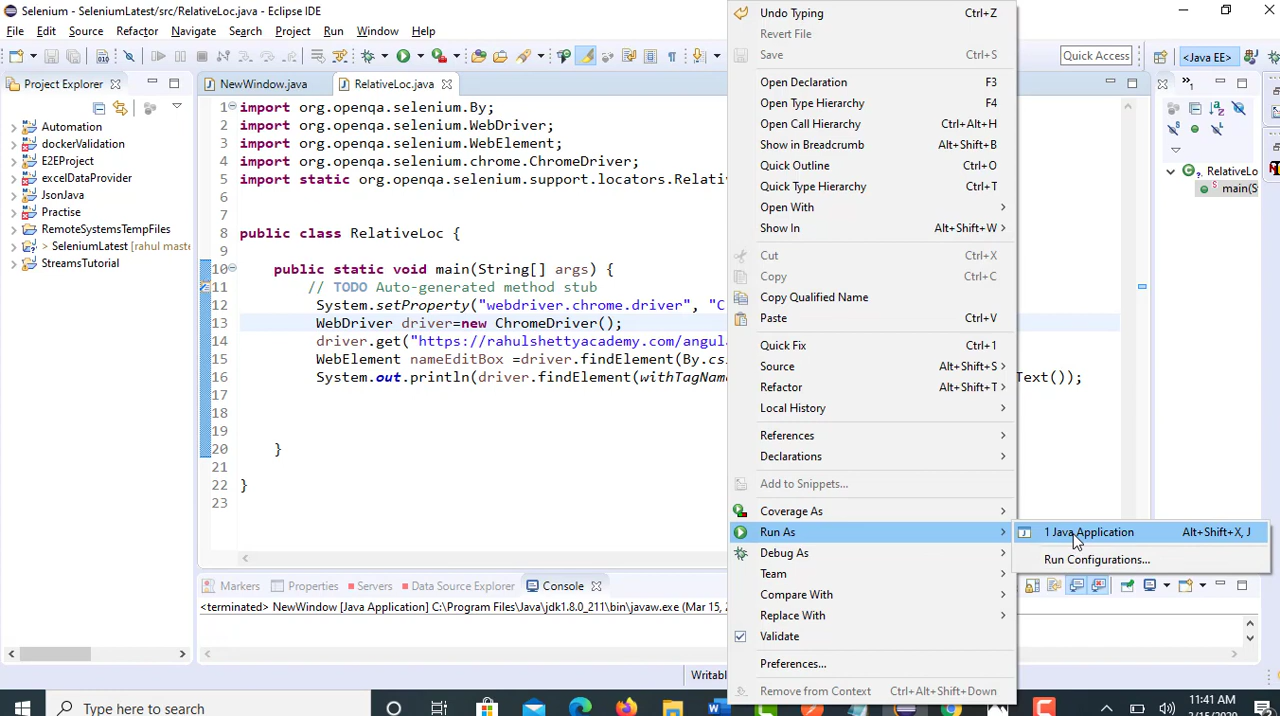 Selenium - SeleniumLatest/src/RelativeLoc.java - Eclipse IDE
File Edit Source Refactor Navigate Search Project Run Window Help
Quick Access
<Java EE>
Project Explorer
Automation
dockerValidation
E2EProject
excelDataProvider
JsonJava
Practise
RemoteSystemsTempFiles
> SeleniumLatest [rahul maste
StreamsTutorial
NewWindow.java
RelativeLoc.java
1 import org.openqa.selenium.By;
2 import org.openqa.selenium.WebDriver;
3 import org.openqa.selenium.WebElement;
4 import org.openqa.selenium.chrome.ChromeDriver;
5 import static org.openqa.selenium.support.locators.Relat
6
7
8 public class RelativeLoc {
9
10 public static void main(String[] args) {
11 // TODO Auto-generated method stub
12 System.setProperty("webdriver.chrome.driver", "C
13 WebDriver driver=new ChromeDriver();
14 driver.get("https://rahulshettyacademy.com/angul
15 WebElement nameEditBox =driver.findElement(By.cs
16 System.out.println(driver.findElement(withTagNam Text());
17
18
19
20 }
21
22 }
23
Undo Typing Ctrl+Z
Revert File
Save Ctrl+S
Open Declaration F3
Open Type Hierarchy F4
Open Call Hierarchy Ctrl+Alt+H
Show in Breadcrumb Alt+Shift+B
Quick Outline Ctrl+O
Quick Type Hierarchy Ctrl+T
Open With
Show In Alt+Shift+W
Cut Ctrl+X
Copy Ctrl+C
Copy Qualified Name
Paste Ctrl+V
Quick Fix Ctrl+1
Source Alt+Shift+S
Refactor Alt+Shift+T
Local History
References
Declarations
Add to Snippets...
Coverage As
Run As
Debug As
Team
Compare With
Replace With
Validate
Preferences...
Remove from Context Ctrl+Alt+Shift+Down
1 Java Application Alt+Shift+X, J
Run Configurations...
RelativeLo
main(S
Markers Properties Servers Data Source Explorer Console
<terminated> NewWindow [Java Application] C:\Program Files\Java\jdk1.8.0_211\bin\javaw.exe (Mar 15,
Writabl
Type here to search
11:41 AM